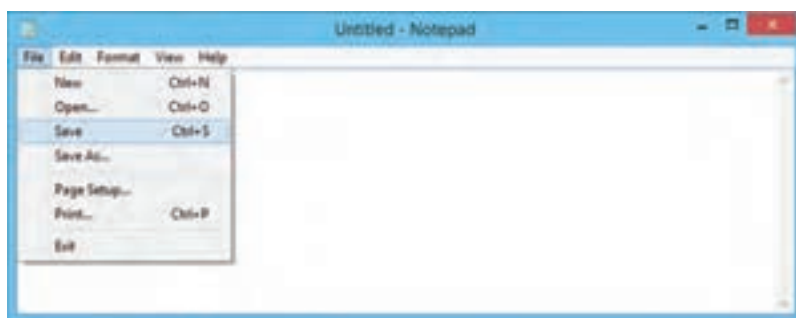 Untitled - Notepad
File Edit Format View Help
New Ctrl+N
Open... Ctrl+O
Save Ctrl+S
Save As...
Page Setup...
Print... Ctrl+P
Exit